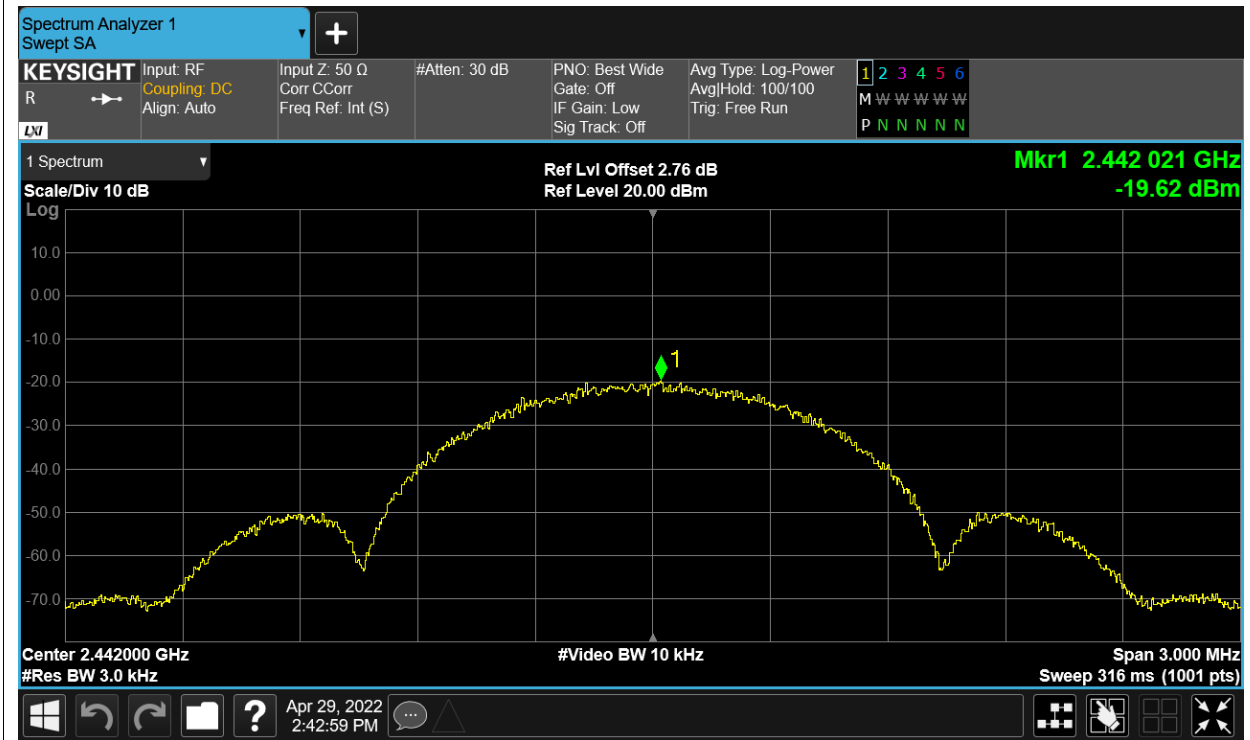 Spectrum Analyzer 1
Swept SA
KEYSIGHT
R
LXI
Input: RF
Coupling: DC
Align: Auto
Input Z: 50 Ω
Corr CCorr
Freq Ref: Int (S)
#Atten: 30 dB
PNO: Best Wide
Gate: Off
IF Gain: Low
Sig Track: Off
Avg Type: Log-Power
Avg|Hold: 100/100
Trig: Free Run
1 2 3 4 5 6
M W W W W W
P N N N N N
1 Spectrum
Scale/Div 10 dB
Log
Ref Lvl Offset 2.76 dB
Ref Level 20.00 dBm
Mkr1 2.442 021 GHz
-19.62 dBm
10.0
0.00
-10.0
-20.0
-30.0
-40.0
-50.0
-60.0
-70.0
1
Center 2.442000 GHz
#Res BW 3.0 kHz
#Video BW 10 kHz
Span 3.000 MHz
Sweep 316 ms (1001 pts)
?
Apr 29, 2022
2:42:59 PM